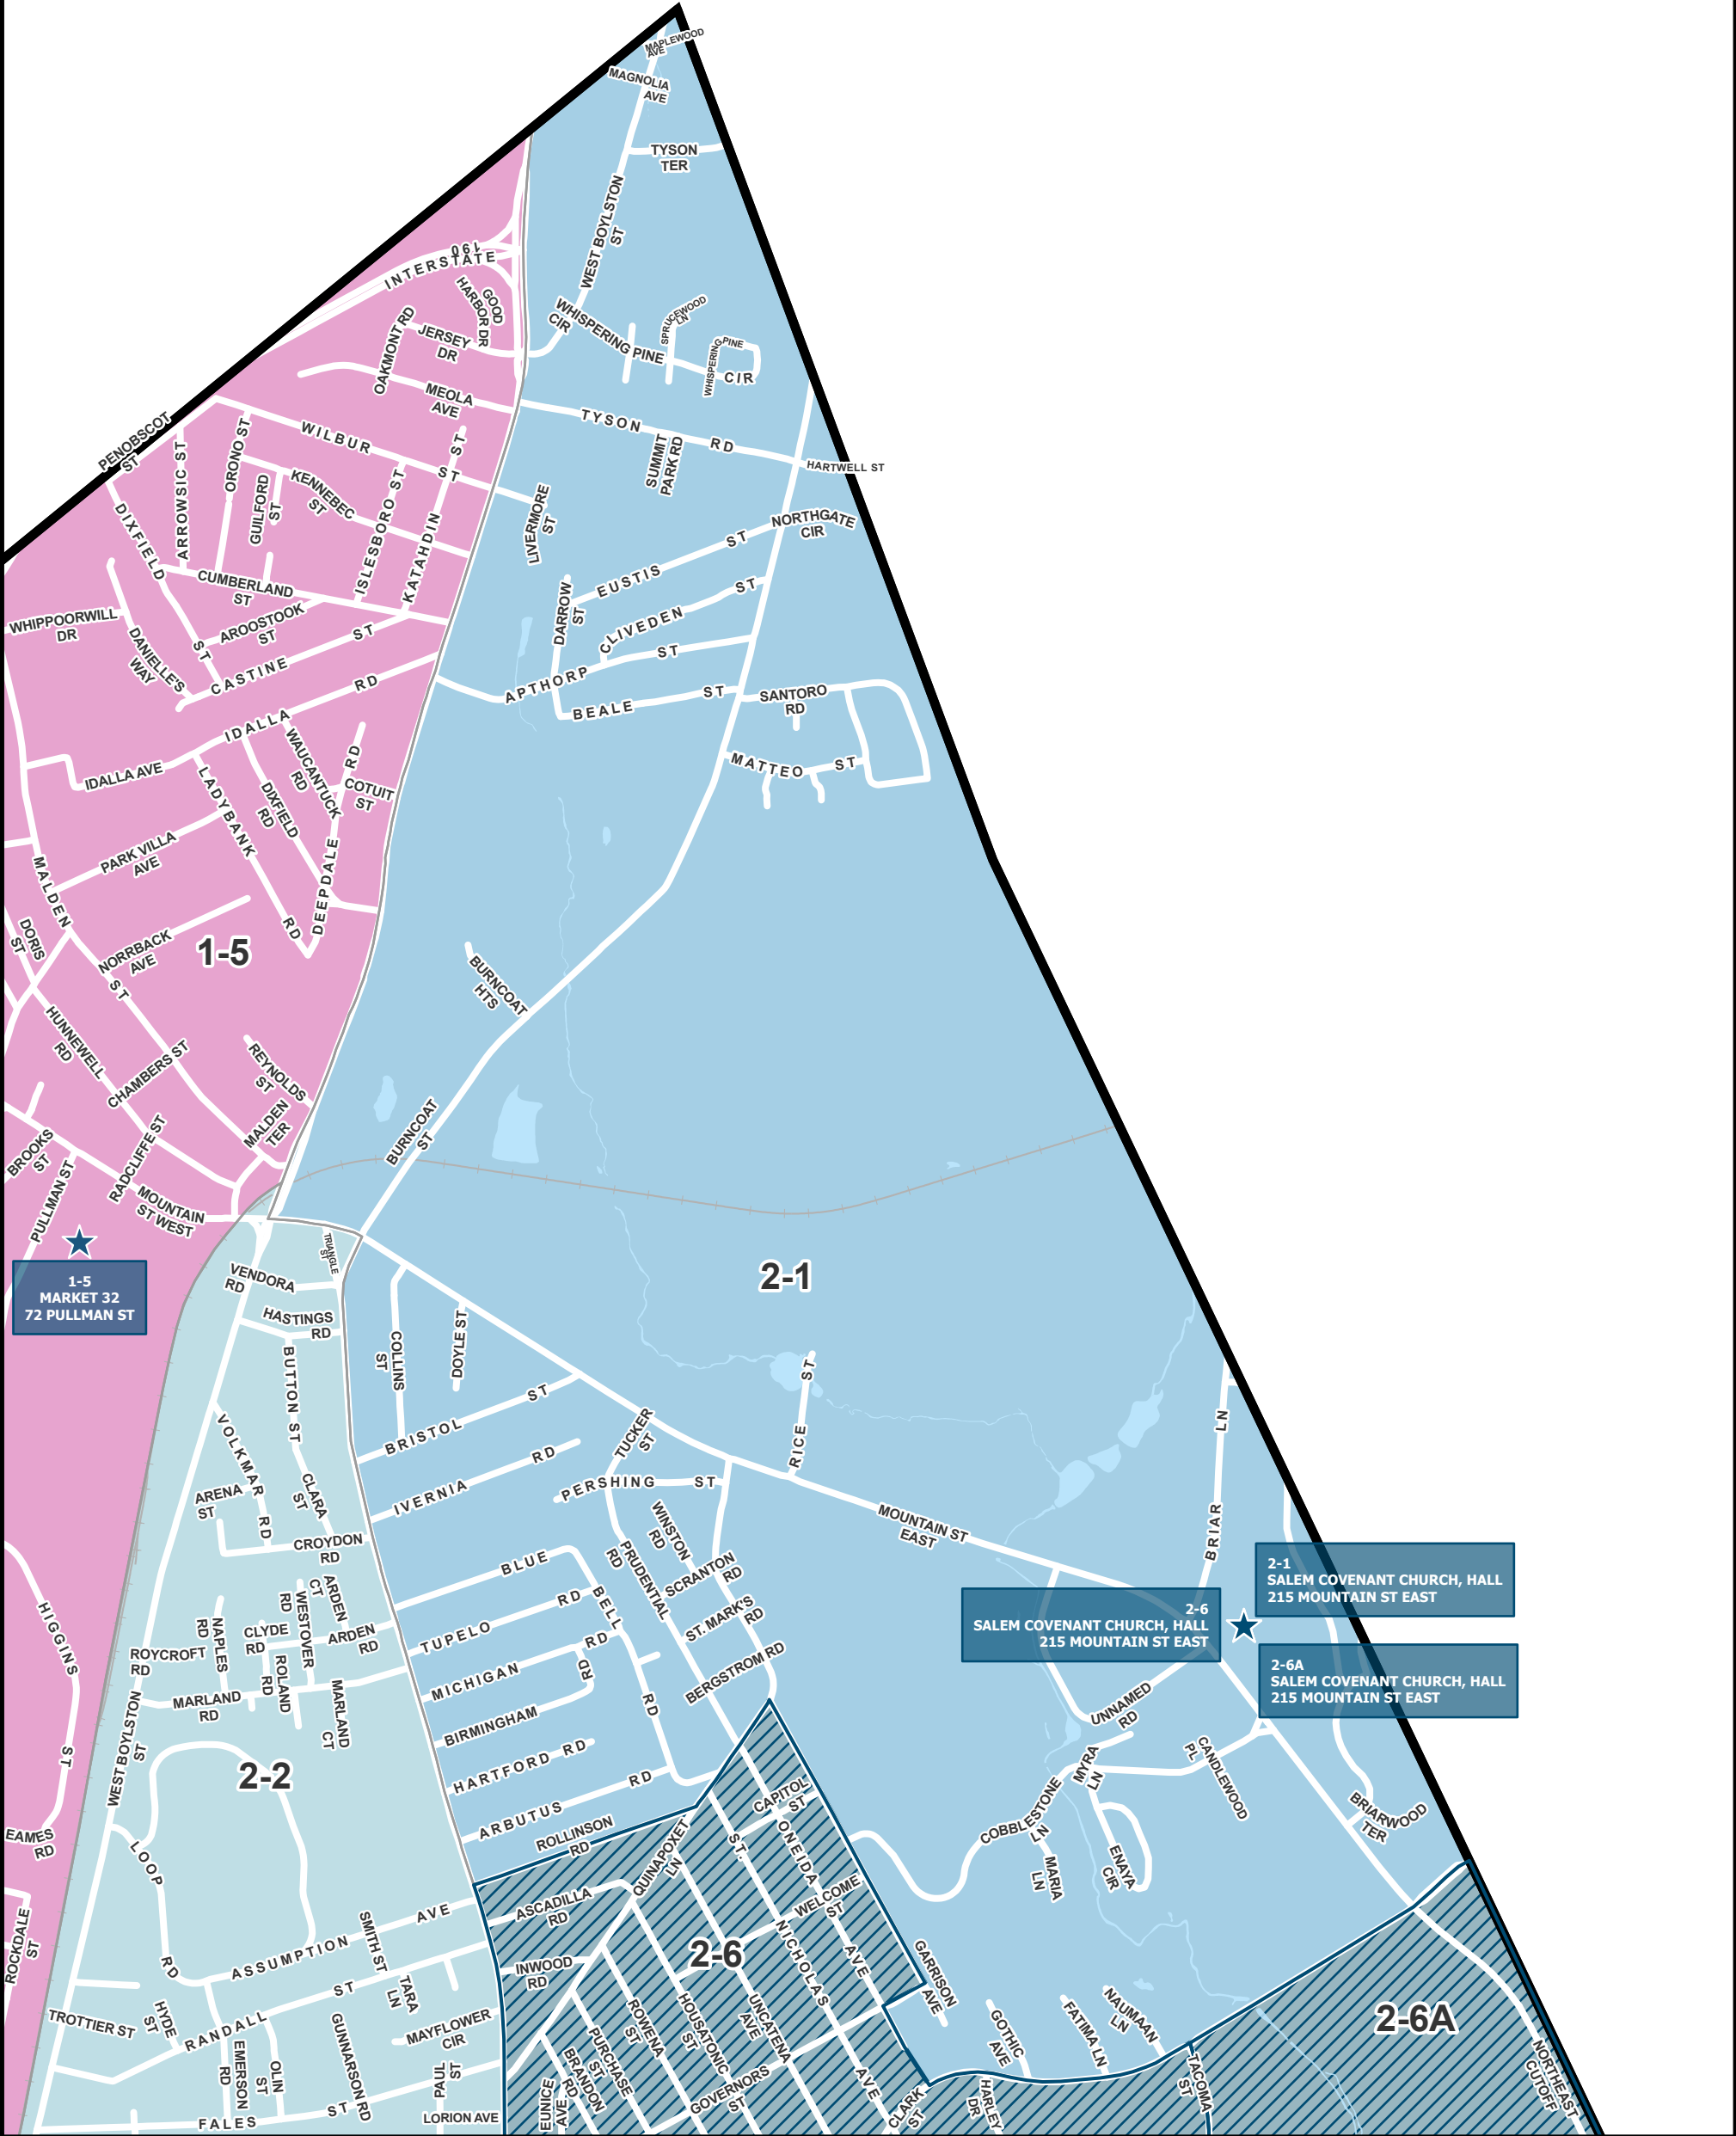 MAPLEWOOD
AVE
MAGNOLIA
AVE
TYSON
TER
WEST BOYLSTON
ST
INTERSTATE
190
GOOD
HARBOR DR
JERSEY
DR
OAKMONT RD
MEOLA
AVE
WHISPERING PINE
CIR
SPRUCEWOOD
LN
WHISPERING PINE
CIR
TYSON RD
SUMMIT
PARK RD
HARTWELL ST
PENOBSCOT
ST
WILBUR ST
ARROWSIC ST
ORONO ST
GUILFORD
ST
KENNEBEC
ST
ISLESBORO ST
KATAHDIN ST
LIVERMORE
ST
NORTHGATE
CIR
DIXFIELD ST
EUSTIS ST
CUMBERLAND
ST
DARROW
ST
CLIVEDEN ST
WHIPPOORWILL
DR
AROOSTOOK
ST
DANIELLE'S
WAY
CASTINE ST
APTHORP ST
BEALE ST
SANTORO
RD
IDALLA RD
IDALLA AVE
WAUCANTUCK
RD
COTUIT
ST
MATTEO ST
LADYBANK RD
DIXFIELD
RD
DEEPDALE RD
PARK VILLA
AVE
MALDEN ST
DORIS
ST
NORRBACK
AVE
1-5
BURNCOAT
HTS
HUNNEWELL
RD
CHAMBERS ST
REYNOLDS
ST
MALDEN
TER
BURNCOAT
ST
BROOKS
ST
RADCLIFFE ST
PULLMAN ST
MOUNTAIN
ST WEST
1-5
MARKET 32
72 PULLMAN ST
TRIANGLE
ST
VENDORA
RD
HASTINGS
RD
2-1
COLLINS
ST
DOYLE ST
BUTTON ST
BRISTOL ST
RICE ST
TUCKER
ST
VOLKMAR RD
IVERNIA RD
PERSHING ST
ARENA
ST
CLARA
ST
CROYDON
RD
WINSTON
RD
MOUNTAIN ST
EAST
BRIAR LN
BLUE BELL RD
PRUDENTIAL
RD
SCRANTON
RD
2-1
SALEM COVENANT CHURCH, HALL
215 MOUNTAIN ST EAST
2-6
SALEM COVENANT CHURCH, HALL
215 MOUNTAIN ST EAST
2-6A
SALEM COVENANT CHURCH, HALL
215 MOUNTAIN ST EAST
HIGGINS ST
ARDEN
CT
WESTOVER
RD
NAPLES
RD
CLYDE
RD
ARDEN
RD
TUPELO RD
ST. MARK'S
RD
ROYCROFT
RD
ROLAND
RD
MICHIGAN RD
RD
BERGSTROM RD
MARLAND
RD
MARLAND
CT
BIRMINGHAM
UNNAMED
RD
WEST BOYLSTON
ST
2-2
HARTFORD RD
MYRA
LN
CANDLEWOOD
PL
CAPITOL
ST
ARBUTUS RD
COBBLESTONE
LN
BRIARWOOD
TER
EAMES
RD
ROLLINSON
RD
LOOP RD
QUINAPOXET
LN
ST. NICHOLAS AVE
ONEIDA AVE
MARIA
LN
ENAYA
CIR
ASCADILLA
RD
WELCOME
ST
ROCKDALE
ST
ASSUMPTION AVE
SMITH ST
2-6
INWOOD
RD
GARRISON
AVE
RANDALL ST
TARA
LN
TROTTIER ST
HYDE
ST
MAYFLOWER
CIR
GUNNARSON RD
ROWENA
ST
HOUSATONIC
ST
UNCATENA
AVE
GOTHIC
AVE
FATIMA LN
NAUMAAN
LN
2-6A
PURCHASE
ST
BRANDON
RD
EMERSON
RD
OLIN
ST
PAUL
ST
EUNICE
AVE
GOVERNORS
ST
CLARK
ST
HARLEY
DR
TACOMA
ST
NORTHEAST
CUTOFF
FALES ST
LORION AVE